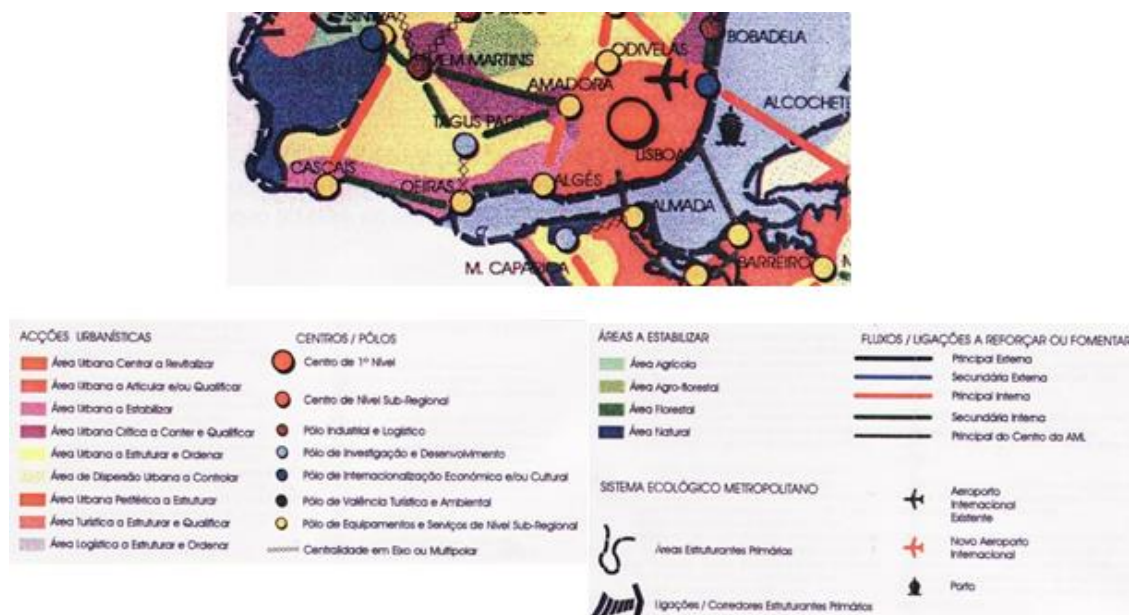 SINTRA
MEM MARTINS
ODIVELAS
BOBADELA
AMADORA
ALCOCHETE
TAGUS PARK
LISBOA
CASCAIS
OEIRAS
ALGÉS
ALMADA
M. CAPARICA
BARREIRO
ACÇÕES URBANÍSTICAS
Área Urbana Central a Revitalizar
Área Urbana a Articular e/ou Qualificar
Área Urbana a Estabilizar
Área Urbana Crítica a Conter e Qualificar
Área Urbana a Estruturar e Ordenar
Área de Dispersão Urbana a Controlar
Área Urbana Periférica a Estruturar
Área Turística a Estruturar e Qualificar
Área Logística a Estruturar e Ordenar
CENTROS / PÓLOS
Centro de 1º Nível
Centro de Nível Sub-Regional
Pólo Industrial e Logístico
Pólo de Investigação e Desenvolvimento
Pólo de Internacionalização Económica e/ou Cultural
Pólo de Valência Turística e Ambiental
Pólo de Equipamentos e Serviços de Nível Sub-Regional
Centralidade em Eixo ou Multipolar
ÁREAS A ESTABILIZAR
Área Agrícola
Área Agro-florestal
Área Florestal
Área Natural
SISTEMA ECOLÓGICO METROPOLITANO
Áreas Estruturantes Primárias
Ligações / Corredores Estruturantes Primários
FLUXOS / LIGAÇÕES A REFORÇAR OU FOMENTAR
Principal Externa
Secundária Externa
Principal Interna
Secundária Interna
Principal do Centro da AML
Aeroporto
Internacional
Existente
Novo Aeroporto
Internacional
Porto